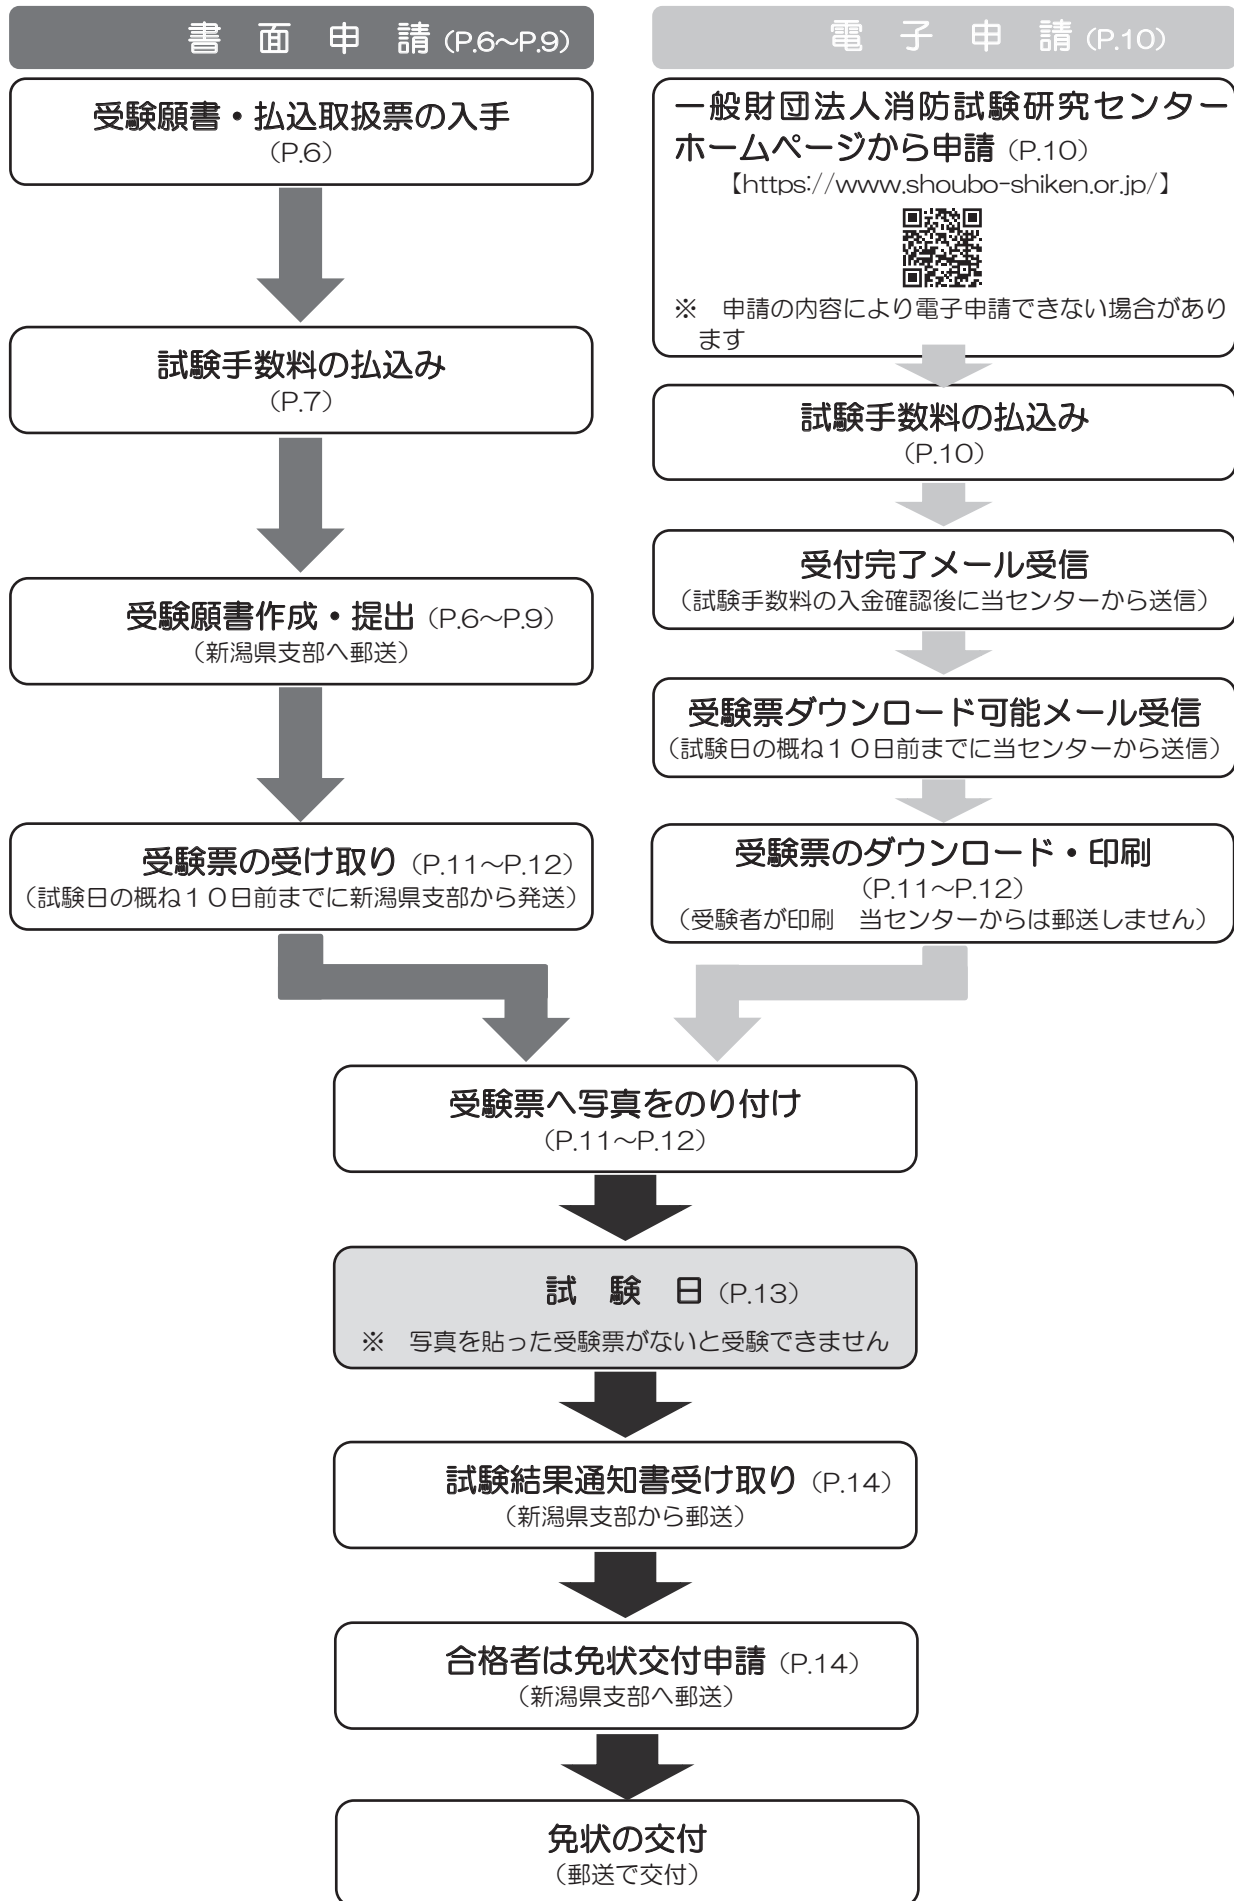 書 面 申 請 (P.6～P.9)
受験願書・払込取扱票の入手
（P.6）
試験手数料の払込み
（P.7）
受験願書作成・提出（P.6～P.9）
（新潟県支部へ郵送）
受験票の受け取り（P.11～P.12）
（試験日の概ね１０日前までに新潟県支部から発送）
電 子 申 請 (P.10)
一般財団法人消防試験研究センター
ホームページから申請（P.10）
【https://www.shoubo-shiken.or.jp/】
※　申請の内容により電子申請できない場合があり
ます
試験手数料の払込み
（P.10）
受付完了メール受信
（試験手数料の入金確認後に当センターから送信）
受験票ダウンロード可能メール受信
（試験日の概ね１０日前までに当センターから送信）
受験票のダウンロード・印刷
（P.11～P.12）
（受験者が印刷　当センターからは郵送しません）
受験票へ写真をのり付け
（P.11～P.12）
試 験 日（P.13）
※　写真を貼った受験票がないと受験できません
試験結果通知書受け取り（P.14）
（新潟県支部から郵送）
合格者は免状交付申請（P.14）
（新潟県支部へ郵送）
免状の交付
（郵送で交付）